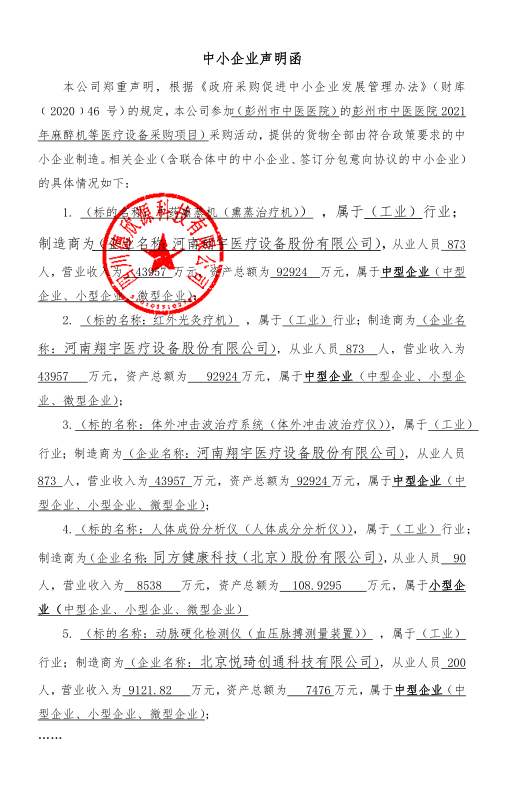 中小企业声明函
本公司郑重声明，根据《政府采购促进中小企业发展管理办法》（财库
﹝2020﹞46 号)的规定，本公司参加(彭州市中医医院)的彭州市中医医院 2021
年麻醉机等医疗设备采购项目)采购活动，提供的货物全部由符合政策要求的中
小企业制造。相关企业（含联合体中的中小企业、签订分包意向协议的中小企业）
的具体情况如下：
1. （标的名称：中药熏蒸机（熏蒸治疗机）），属于（工业）行业；
制造商为（企业名称：河南翔宇医疗设备股份有限公司），从业人员 873
人，营业收入为 43957 万元，资产总额为 92924 万元，属于中型企业（中型
企业、小型企业、微型企业）；
2. （标的名称：红外光灸疗机），属于（工业）行业；制造商为（企业名
称：河南翔宇医疗设备股份有限公司），从业人员 873 人，营业收入为
43957 万元，资产总额为 92924 万元，属于中型企业（中型企业、小型企
业、微型企业）；
3.（标的名称：体外冲击波治疗系统（体外冲击波治疗仪）），属于（工业）
行业；制造商为（企业名称：河南翔宇医疗设备股份有限公司），从业人员
873 人，营业收入为 43957 万元，资产总额为 92924 万元，属于中型企业（中
型企业、小型企业、微型企业）；
4.（标的名称：人体成份分析仪（人体成分分析仪）），属于（工业）行业；
制造商为（企业名称：同方健康科技（北京）股份有限公司），从业人员 90
人，营业收入为 8538 万元，资产总额为 108.9295 万元，属于小型企
业（中型企业、小型企业、微型企业）
5. （标的名称：动脉硬化检测仪（血压脉搏测量装置）），属于（工业）
行业；制造商为（企业名称：北京悦琦创通科技有限公司），从业人员 200
人，营业收入为 9121.82 万元，资产总额为 7476 万元，属于中型企业（中
型企业、小型企业、微型企业）；
……